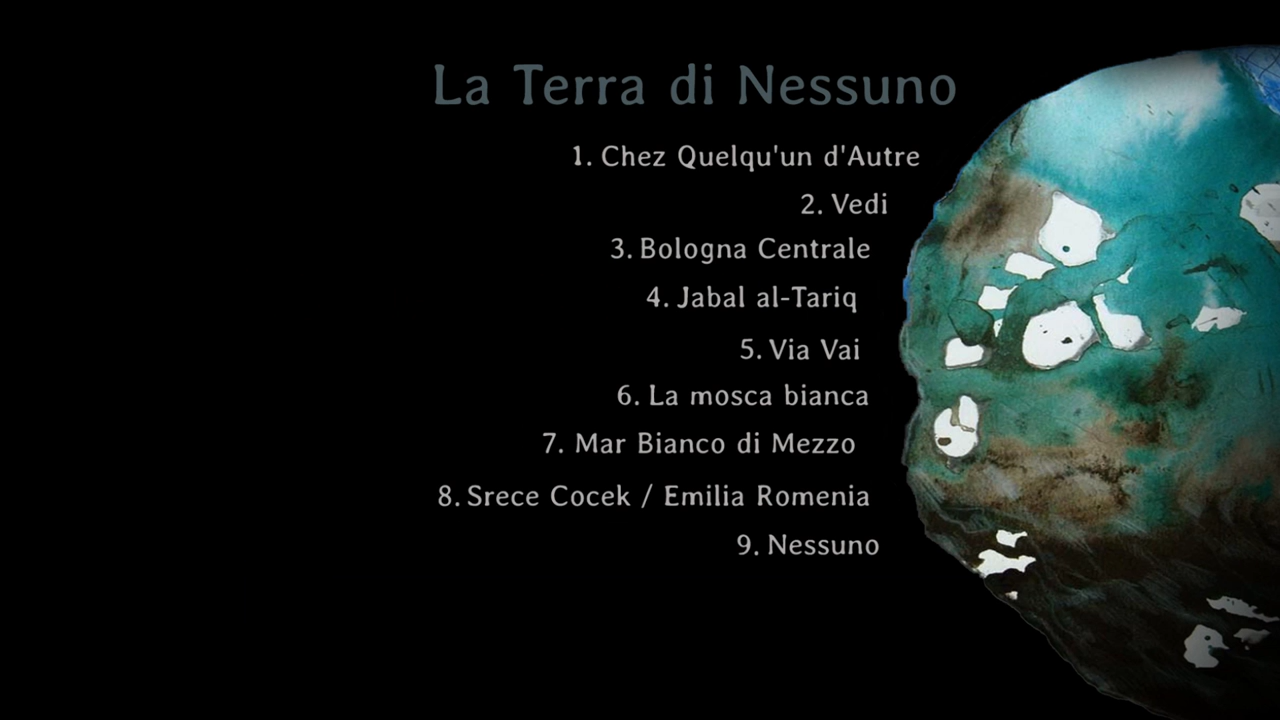 La Terra di Nessuno
1. Chez Quelqu'un d'Autre
2. Vedi
3. Bologna Centrale
4. Jabal al-Tariq
5. Via Vai
6. La mosca bianca
7. Mar Bianco di Mezzo
8. Srece Cocek / Emilia Romenia
9. Nessuno